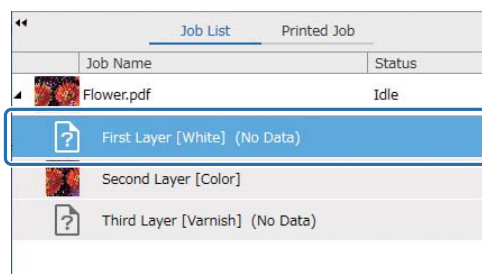 Job List Printed Job
Job Name Status
Flower.pdf Idle
First Layer [White] (No Data)
Second Layer [Color]
Third Layer [Varnish] (No Data)